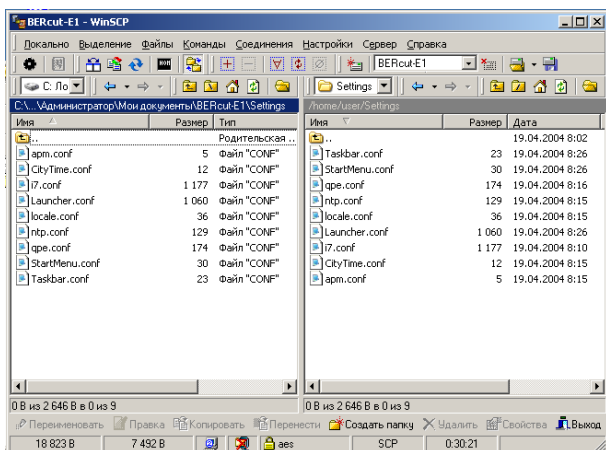 BERcut-E1 - WinSCP
Локально Выделение Файлы Команды Соединения Настройки Сервер Справка
BERcut-E1
C: Ло Settings
C:\...\Администратор\Мои документы\BERcut-E1\Settings /home/user/Settings
Имя Размер Тип Имя Размер Дата
.. Родительская .. .. 19.04.2004 8:02
apm.conf 5 Файл "CONF" Taskbar.conf 23 19.04.2004 8:26
CityTime.conf 12 Файл "CONF" StartMenu.conf 30 19.04.2004 8:26
i7.conf 1 177 Файл "CONF" qpe.conf 174 19.04.2004 8:16
Launcher.conf 1 060 Файл "CONF" ntp.conf 129 19.04.2004 8:15
locale.conf 36 Файл "CONF" locale.conf 36 19.04.2004 8:15
ntp.conf 129 Файл "CONF" Launcher.conf 1 060 19.04.2004 8:26
qpe.conf 174 Файл "CONF" i7.conf 1 177 19.04.2004 8:10
StartMenu.conf 30 Файл "CONF" CityTime.conf 12 19.04.2004 8:15
Taskbar.conf 23 Файл "CONF" apm.conf 5 19.04.2004 8:15
0 B из 2 646 B в 0 из 9 0 B из 2 646 B в 0 из 9
Переименовать Правка Копировать Перенести Создать папку Удалить Свойства Выход
18 823 B 7 492 B aes SCP 0:30:21